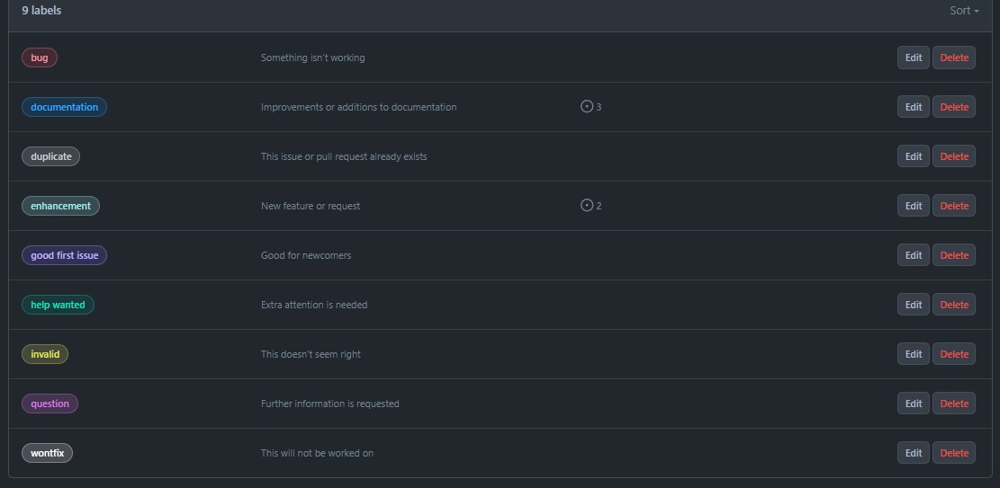 9 labels Sort
bug Something isn't working Edit Delete
documentation Improvements or additions to documentation 3 Edit Delete
duplicate This issue or pull request already exists Edit Delete
enhancement New feature or request 2 Edit Delete
good first issue Good for newcomers Edit Delete
help wanted Extra attention is needed Edit Delete
invalid This doesn't seem right Edit Delete
question Further information is requested Edit Delete
wontfix This will not be worked on Edit Delete